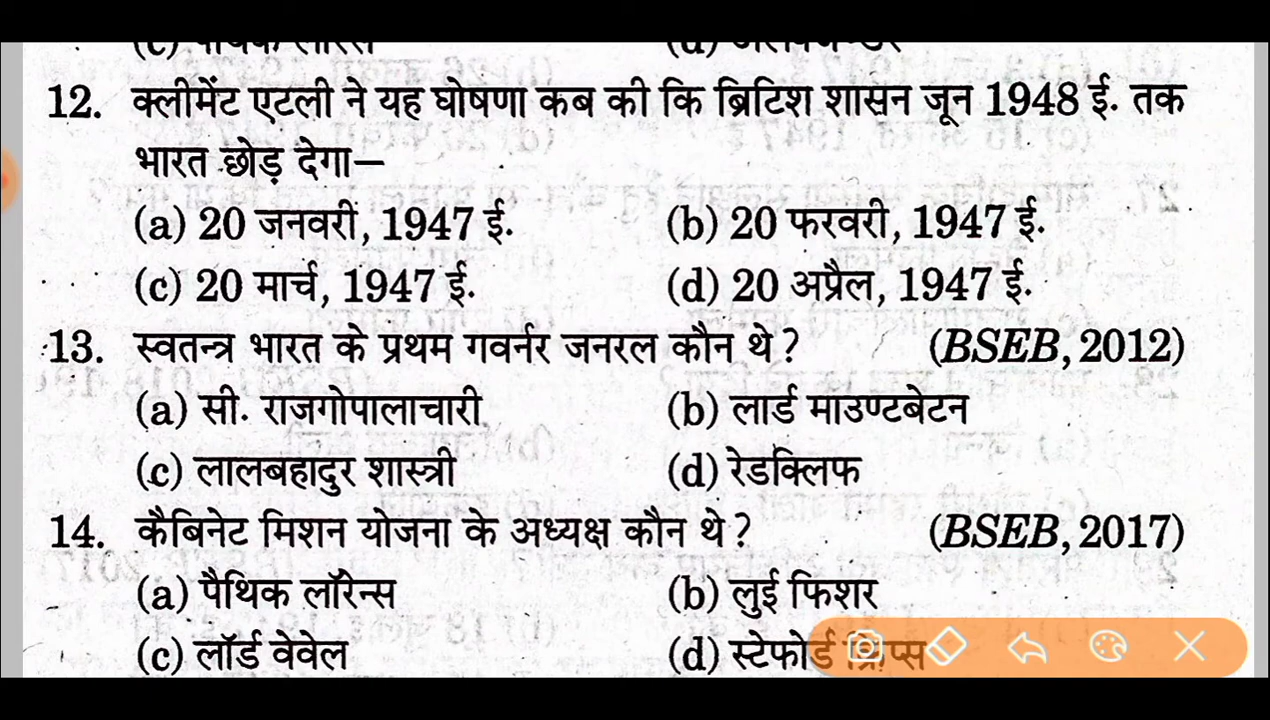 12. क्लीमेंट एटली ने यह घोषणा कब की कि ब्रिटिश शासन जून 1948 ई. तक
भारत छोड़ देगा—
(a) 20 जनवरी, 1947 ई. (b) 20 फरवरी, 1947 ई.
(c) 20 मार्च, 1947 ई. (d) 20 अप्रैल, 1947 ई.
13. स्वतन्त्र भारत के प्रथम गवर्नर जनरल कौन थे? (BSEB, 2012)
(a) सी. राजगोपालाचारी (b) लार्ड माउण्टबेटन
(c) लालबहादुर शास्त्री (d) रेडक्लिफ
14. कैबिनेट मिशन योजना के अध्यक्ष कौन थे? (BSEB, 2017)
(a) पैथिक लॉरेन्स (b) लुई फिशर
(c) लॉर्ड वेवेल (d) स्टेफोर्ड क्रिप्स